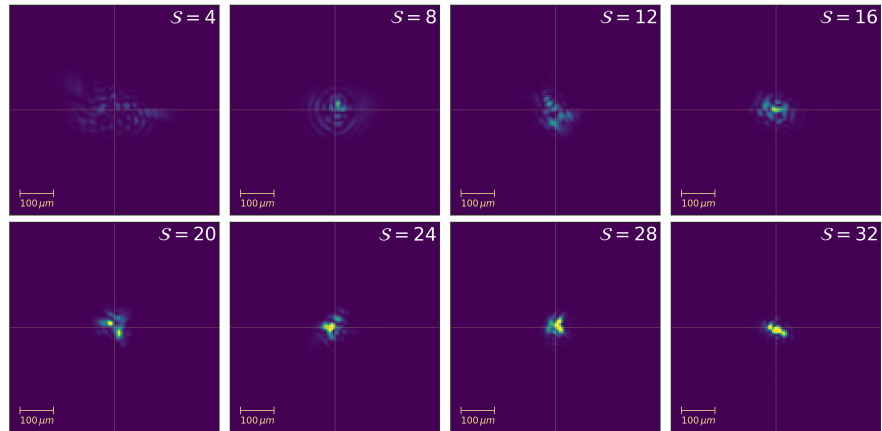 𝒮 = 4
𝒮 = 8
𝒮 = 12
𝒮 = 16
100 μm
100 μm
100 μm
100 μm
𝒮 = 20
𝒮 = 24
𝒮 = 28
𝒮 = 32
100 μm
100 μm
100 μm
100 μm